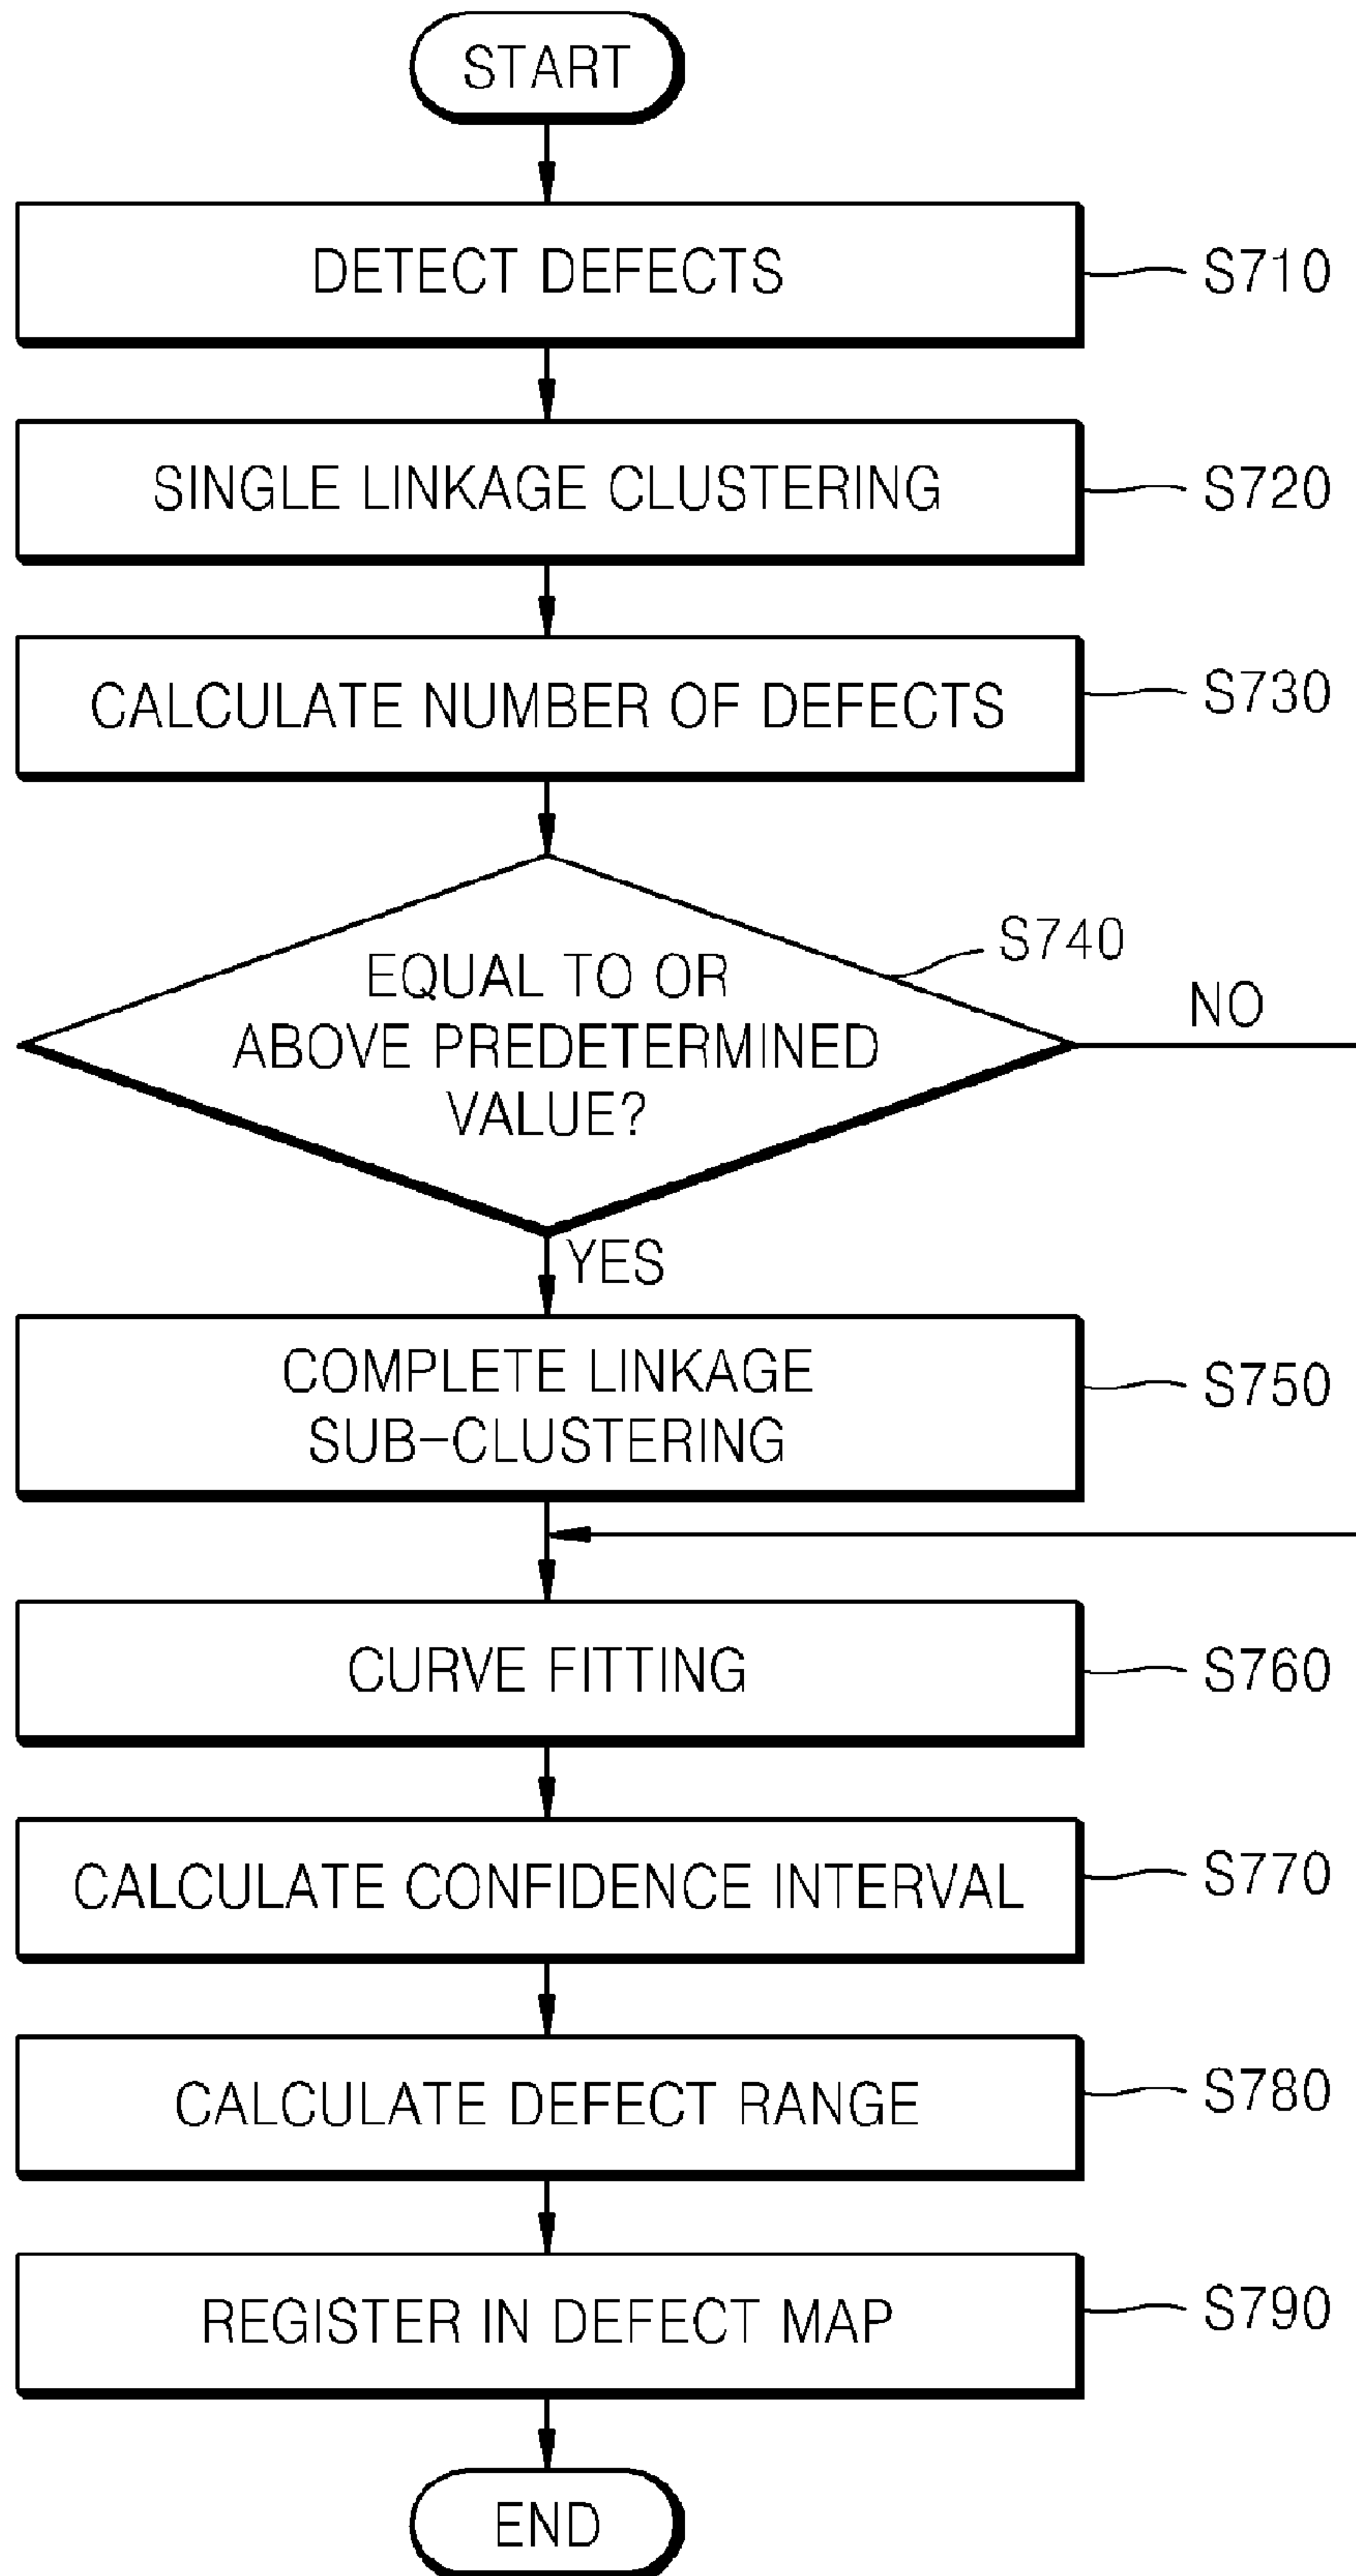 START
DETECT DEFECTS
S710
SINGLE LINKAGE CLUSTERING
S720
CALCULATE NUMBER OF DEFECTS
S730
S740
EQUAL TO OR
ABOVE PREDETERMINED
VALUE?
NO
YES
COMPLETE LINKAGE
SUB-CLUSTERING
S750
CURVE FITTING
S760
CALCULATE CONFIDENCE INTERVAL
S770
CALCULATE DEFECT RANGE
S780
REGISTER IN DEFECT MAP
S790
END